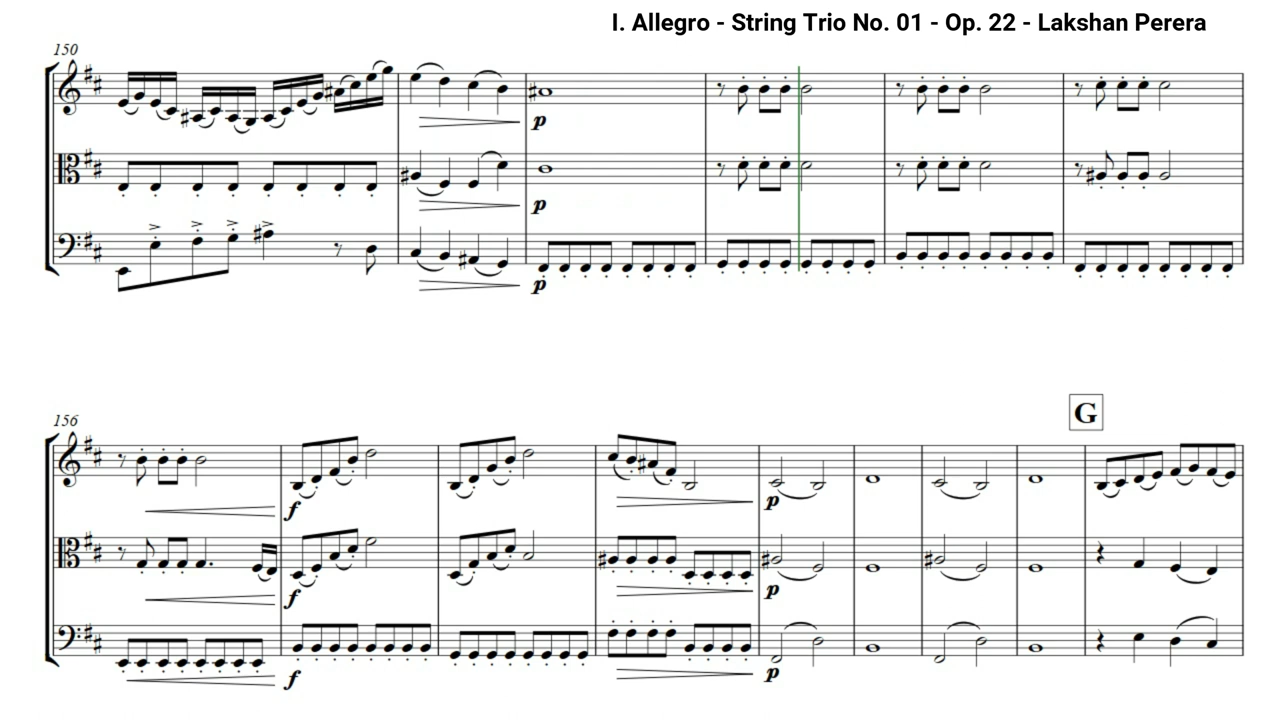 I. Allegro - String Trio No. 01 - Op. 22 - Lakshan Perera
150
p
p
p
156
G
f
p
f
p
f
p